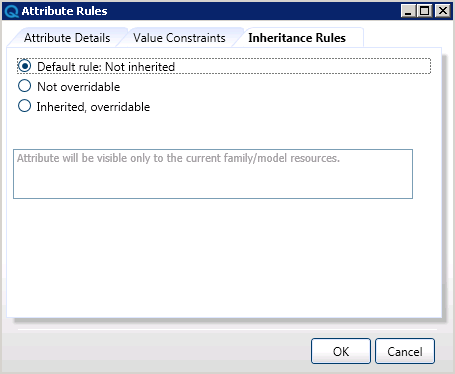 Attribute Rules
Attribute Details Value Constraints Inheritance Rules
Default rule: Not inherited
Not overridable
Inherited, overridable
Attribute will be visible only to the current family/model resources.
OK Cancel